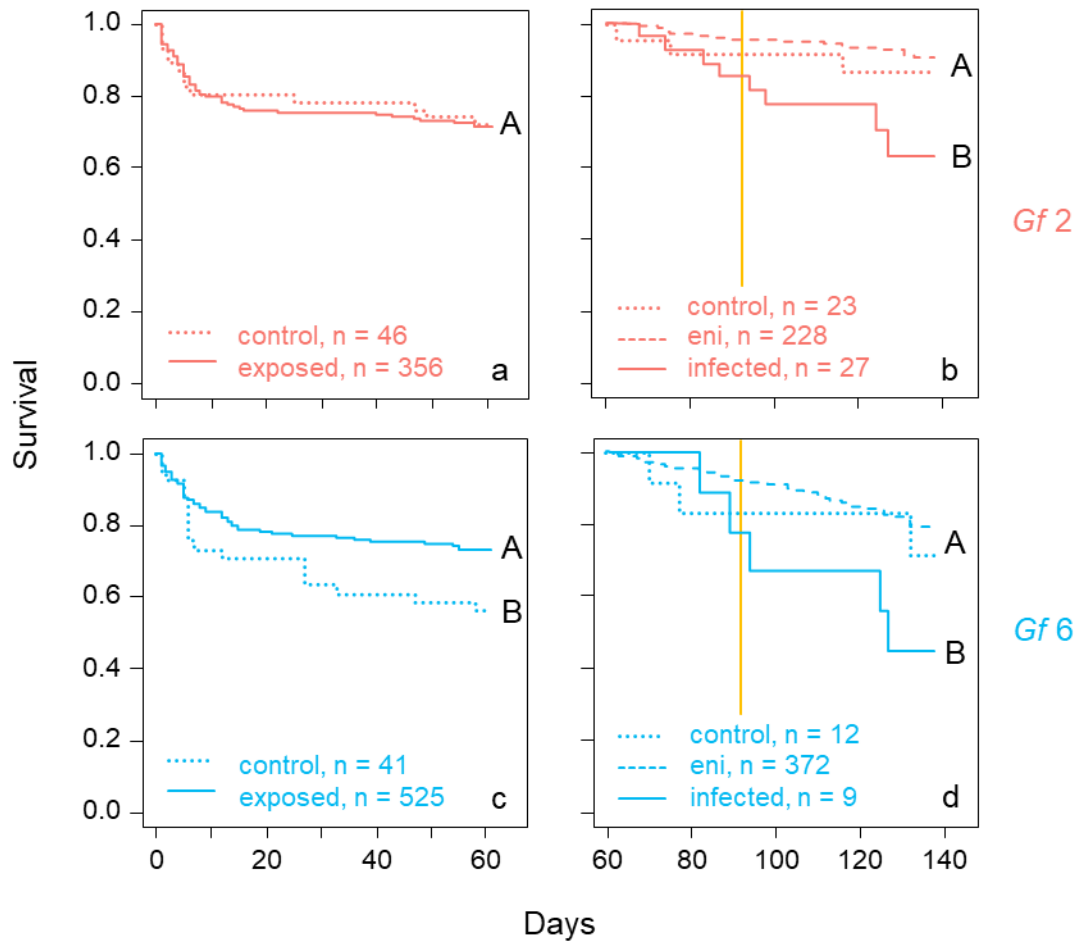 Survival
1.0
0.8
0.6
0.4
0.2
0.0
A
control, n = 46
exposed, n = 356
a
A
B
control, n = 23
eni, n = 228
infected, n = 27
b
Gf 2
1.0
0.8
0.6
0.4
0.2
0.0
A
B
control, n = 41
exposed, n = 525
c
0 20 40 60
A
B
control, n = 12
eni, n = 372
infected, n = 9
d
60 80 100 120 140
Gf 6
Days